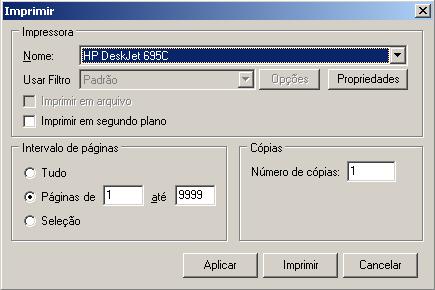 Imprimir
Impressora
Nome: HP DeskJet 695C
Usar Filtro Padrão Opções Propriedades
Imprimir em arquivo
Imprimir em segundo plano
Intervalo de páginas
Tudo
Páginas de 1 até 9999
Seleção
Cópias
Número de cópias: 1
Aplicar Imprimir Cancelar